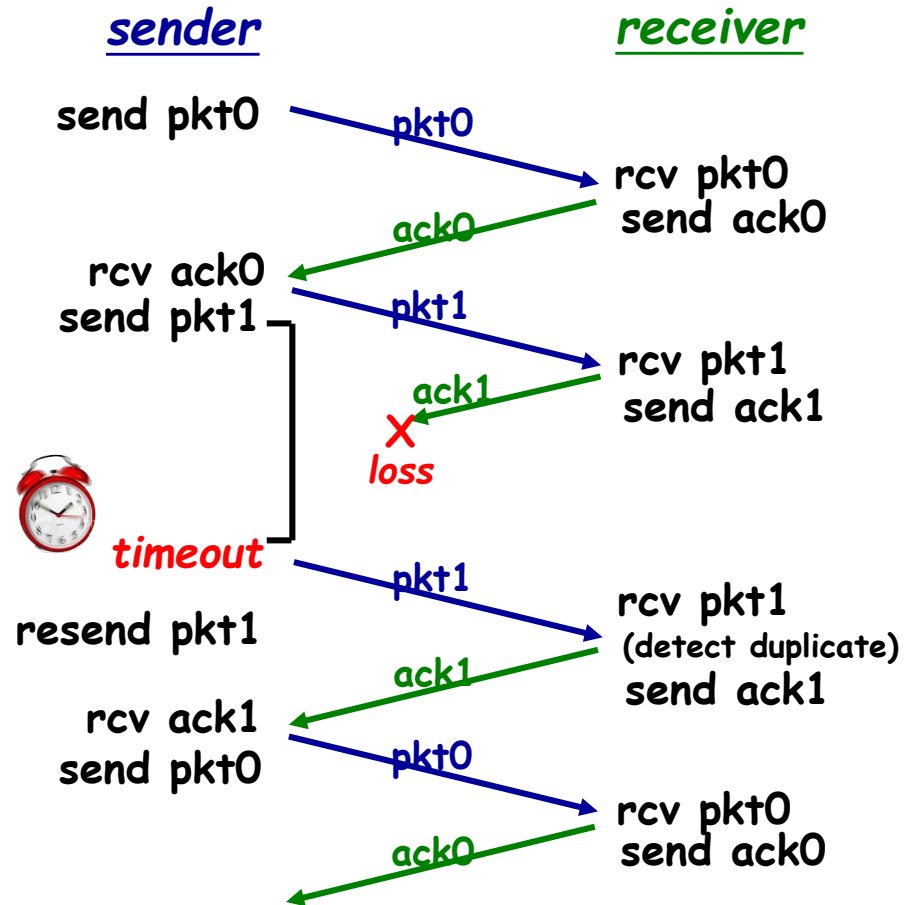 sender
receiver
send pkt0
pkt0
rcv pkt0
send ack0
ack0
rcv ack0
send pkt1
pkt1
rcv pkt1
send ack1
ack1
X
loss
timeout
pkt1
resend pkt1
rcv pkt1
(detect duplicate)
send ack1
ack1
rcv ack1
send pkt0
pkt0
rcv pkt0
send ack0
ack0